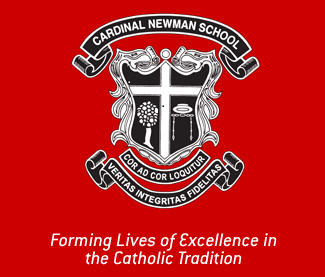 CARDINAL NEWMAN SCHOOL
COR AD COR LOQUITUR
VERITAS INTEGRITAS FIDELITAS
Forming Lives of Excellence in
the Catholic Tradition